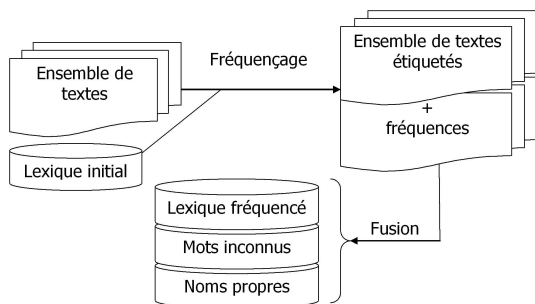 Ensemble de
textes
Lexique initial
Fréquençage
Ensemble de textes
étiquetés
+
fréquences
Fusion
Lexique fréquencé
Mots inconnus
Noms propres